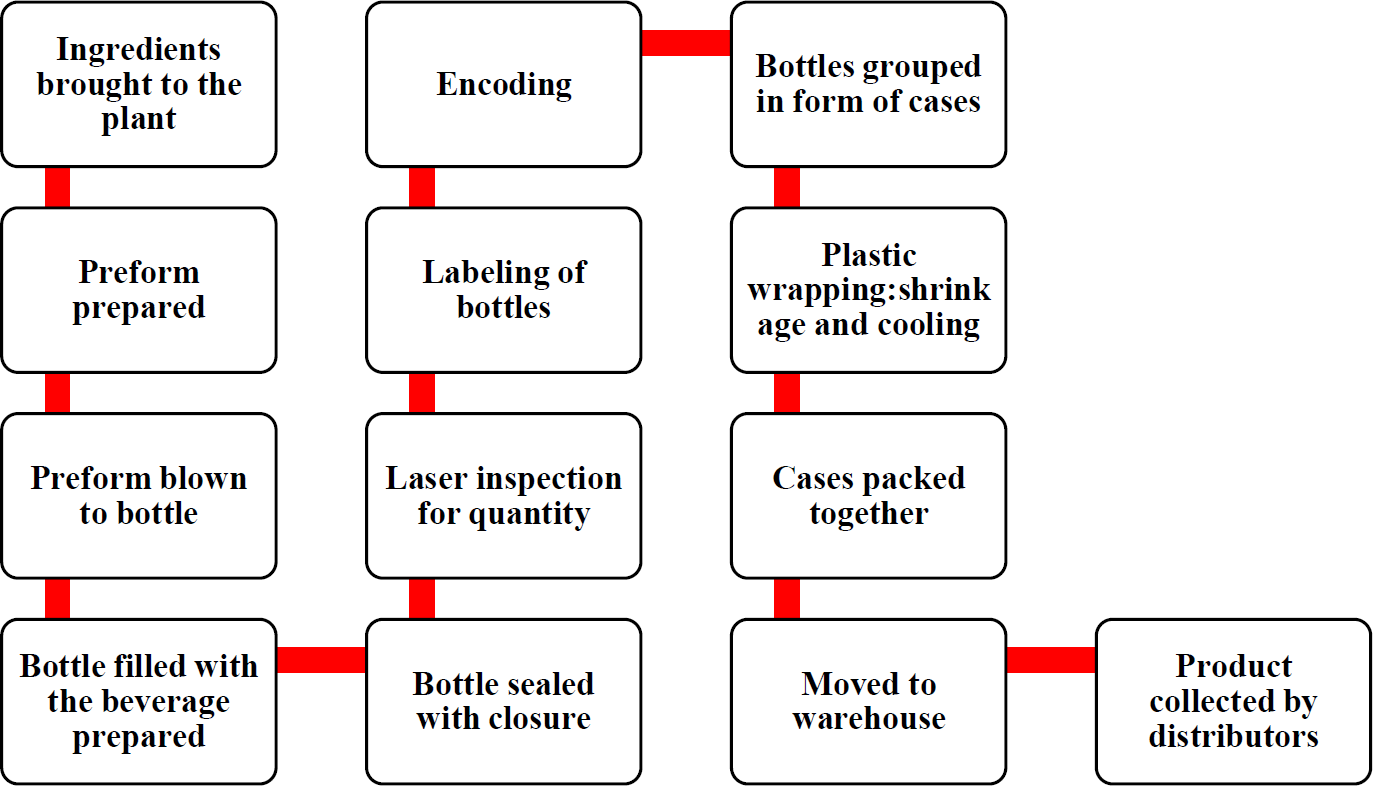 Ingredients
brought to the
plant
Preform
prepared
Preform blown
to bottle
Bottle filled with
the beverage
prepared
Bottle sealed
with closure
Laser inspection
for quantity
Labeling of
bottles
Encoding
Bottles grouped
in form of cases
Plastic
wrapping:shrink
age and cooling
Cases packed
together
Moved to
warehouse
Product
collected by
distributors